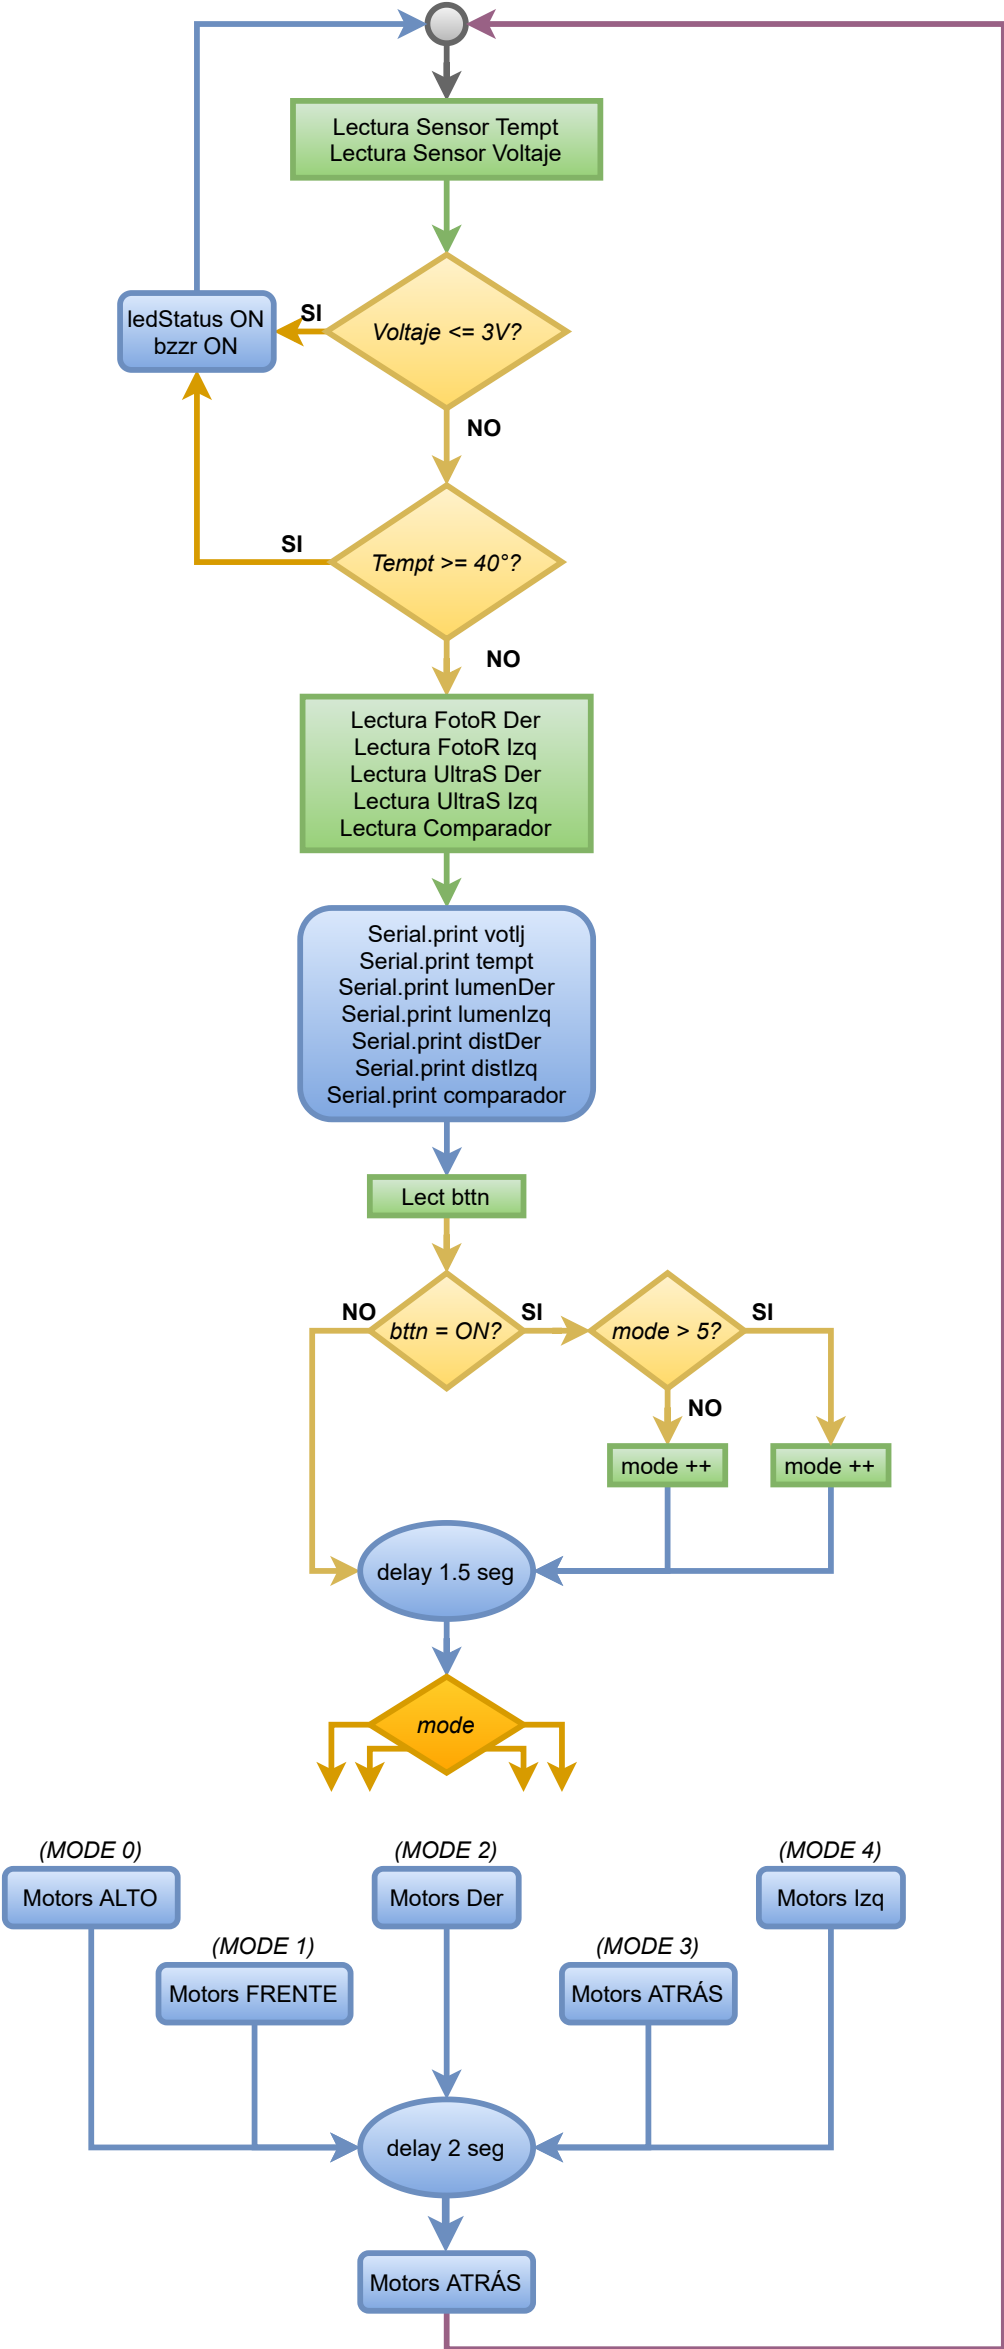 Lectura Sensor Tempt
Lectura Sensor Voltaje
ledStatus ON
bzzr ON
SI
Voltaje <= 3V?
NO
SI
Tempt >= 40°?
NO
Lectura FotoR Der
Lectura FotoR Izq
Lectura UltraS Der
Lectura UltraS Izq
Lectura Comparador
Serial.print votlj
Serial.print tempt
Serial.print lumenDer
Serial.print lumenIzq
Serial.print distDer
Serial.print distIzq
Serial.print comparador
Lect bttn
NO
bttn = ON?
SI
mode > 5?
SI
NO
mode ++
mode ++
delay 1.5 seg
mode
(MODE 0)
Motors ALTO
(MODE 2)
Motors Der
(MODE 4)
Motors Izq
(MODE 1)
Motors FRENTE
(MODE 3)
Motors ATRÁS
delay 2 seg
Motors ATRÁS